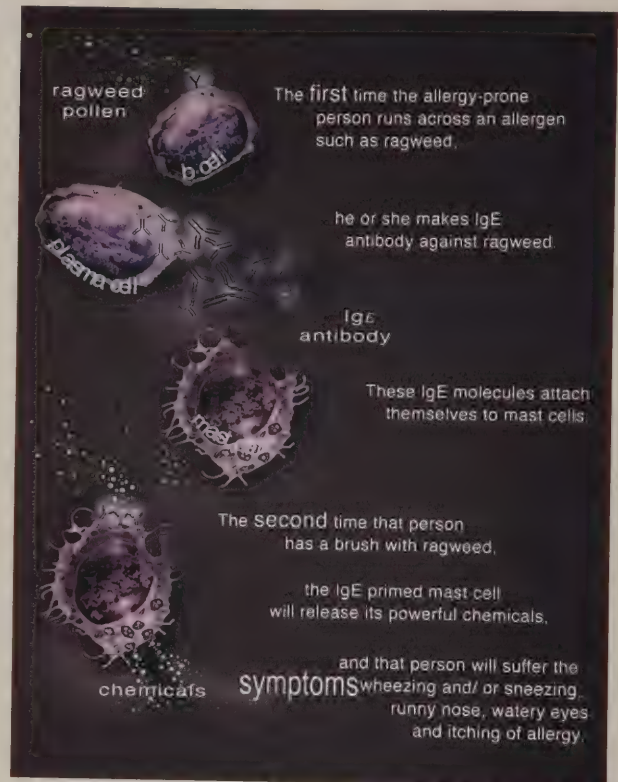 ragweed
pollen
The first time the allergy-prone
person runs across an allergen
such as ragweed,
b-cell
he or she makes IgE
antibody against ragweed.
plasma cell
IgE
antibody
These IgE molecules attach
themselves to mast cells.
mast cell
The second time that person
has a brush with ragweed,
the IgE primed mast cell
will release its powerful chemicals,
chemicals
and that person will suffer the
symptoms wheezing and/ or sneezing,
runny nose, watery eyes
and itching of allergy.